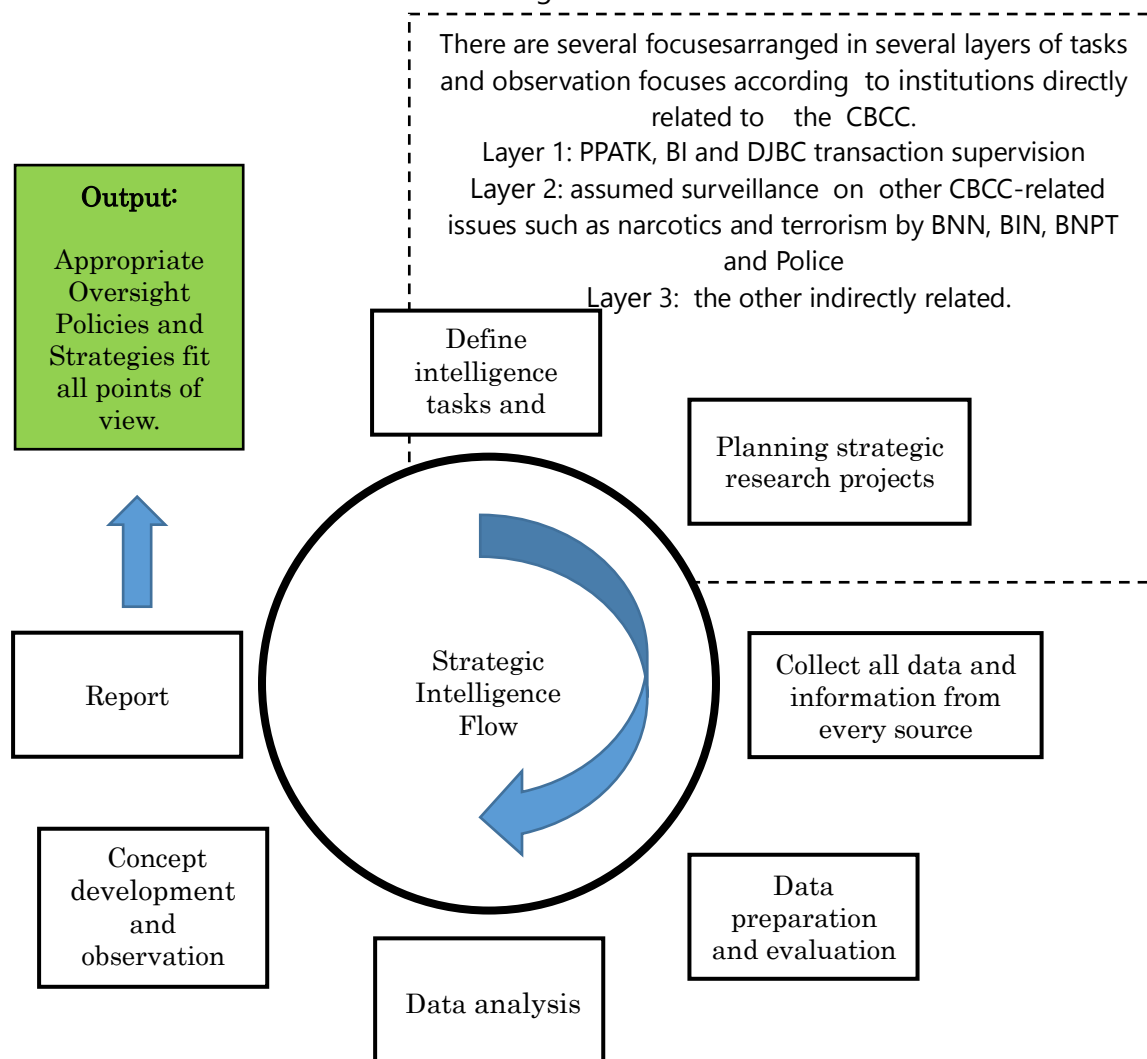 There are several focusesarranged in several layers of tasks
and observation focuses according to institutions directly
related to the CBCC.
Layer 1: PPATK, BI and DJBC transaction supervision
Layer 2: assumed surveillance on other CBCC-related
issues such as narcotics and terrorism by BNN, BIN, BNPT
and Police
Layer 3: the other indirectly related.
Output:
Appropriate
Oversight
Policies and
Strategies fit
all points of
view.
Define
intelligence
tasks and
Planning strategic
research projects
Collect all data and
information from
every source
Data
preparation
and evaluation
Data analysis
Concept
development
and
observation
Report
Strategic
Intelligence
Flow